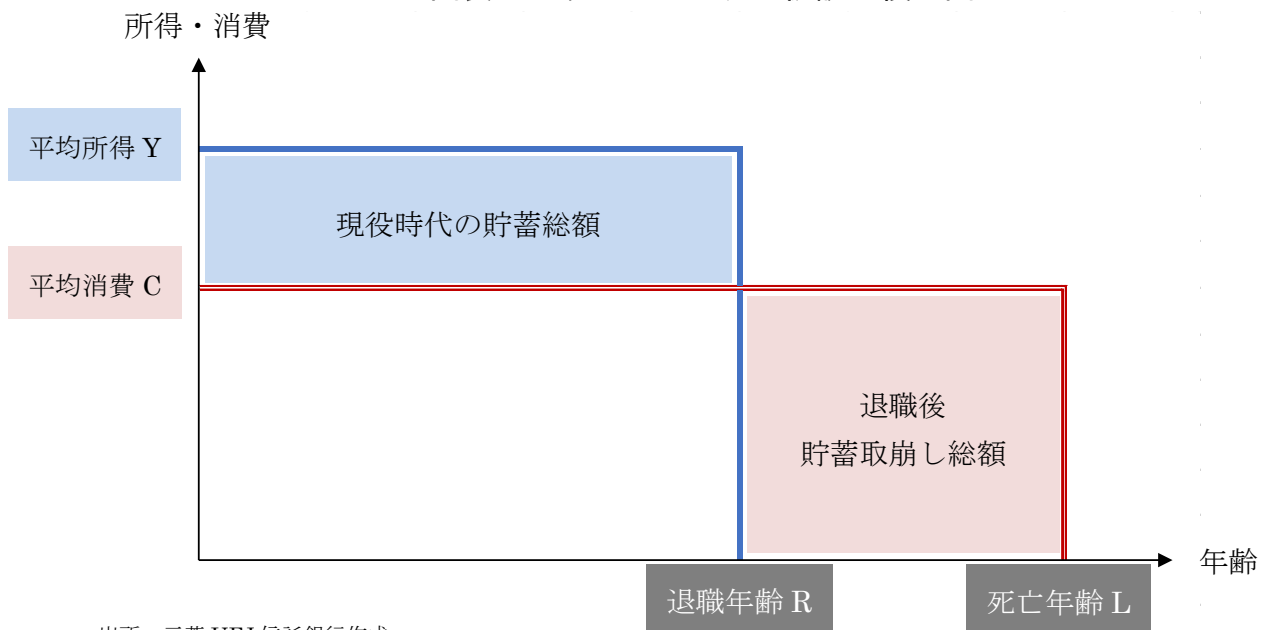 所得・消費
平均所得 Y
現役時代の貯蓄総額
平均消費 C
退職後
貯蓄取崩し総額
年齢
退職年齢 R
死亡年齢 L